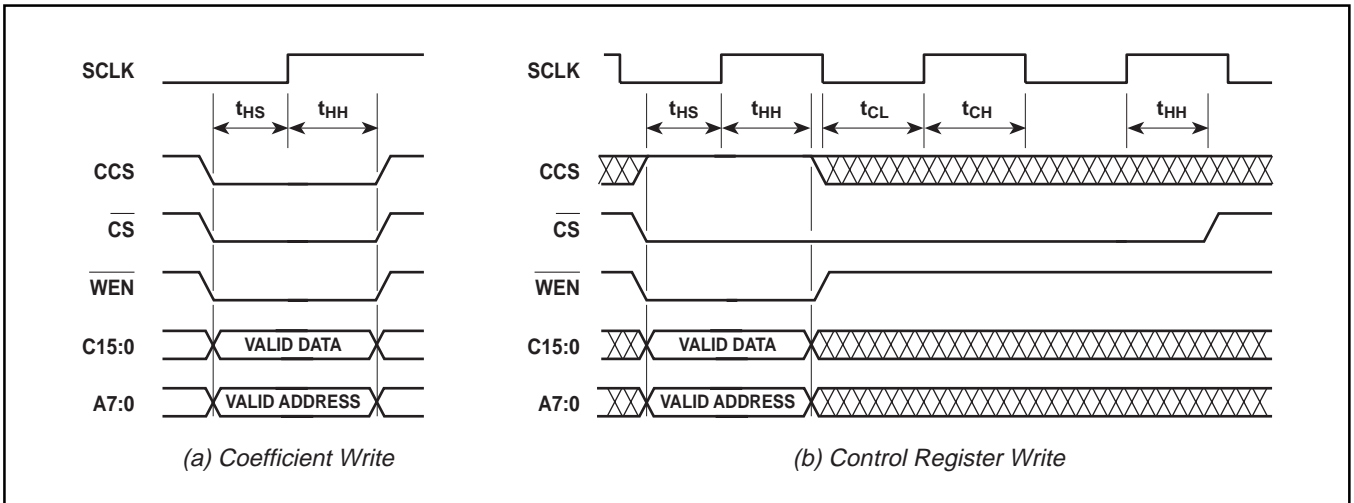 SCLK
tHS
tHH
CCS
CS
WEN
C15:0
VALID DATA
A7:0
VALID ADDRESS
(a) Coefficient Write
SCLK
tHS
tHH
tCL
tCH
tHH
CCS
CS
WEN
C15:0
VALID DATA
A7:0
VALID ADDRESS
(b) Control Register Write